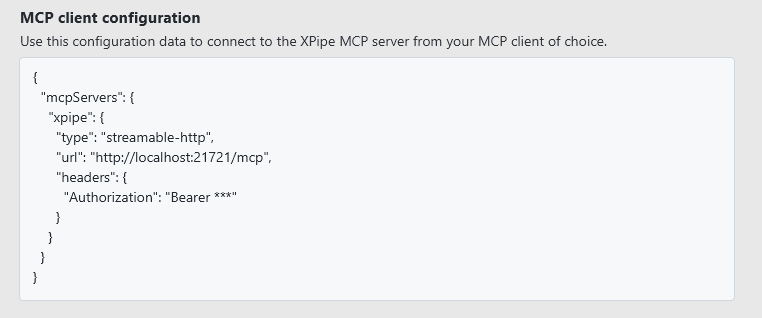 MCP client configuration
Use this configuration data to connect to the XPipe MCP server from your MCP client of choice.
{
  "mcpServers": {
    "xpipe": {
      "type": "streamable-http",
      "url": "http://localhost:21721/mcp",
      "headers": {
        "Authorization": "Bearer ***"
      }
    }
  }
}